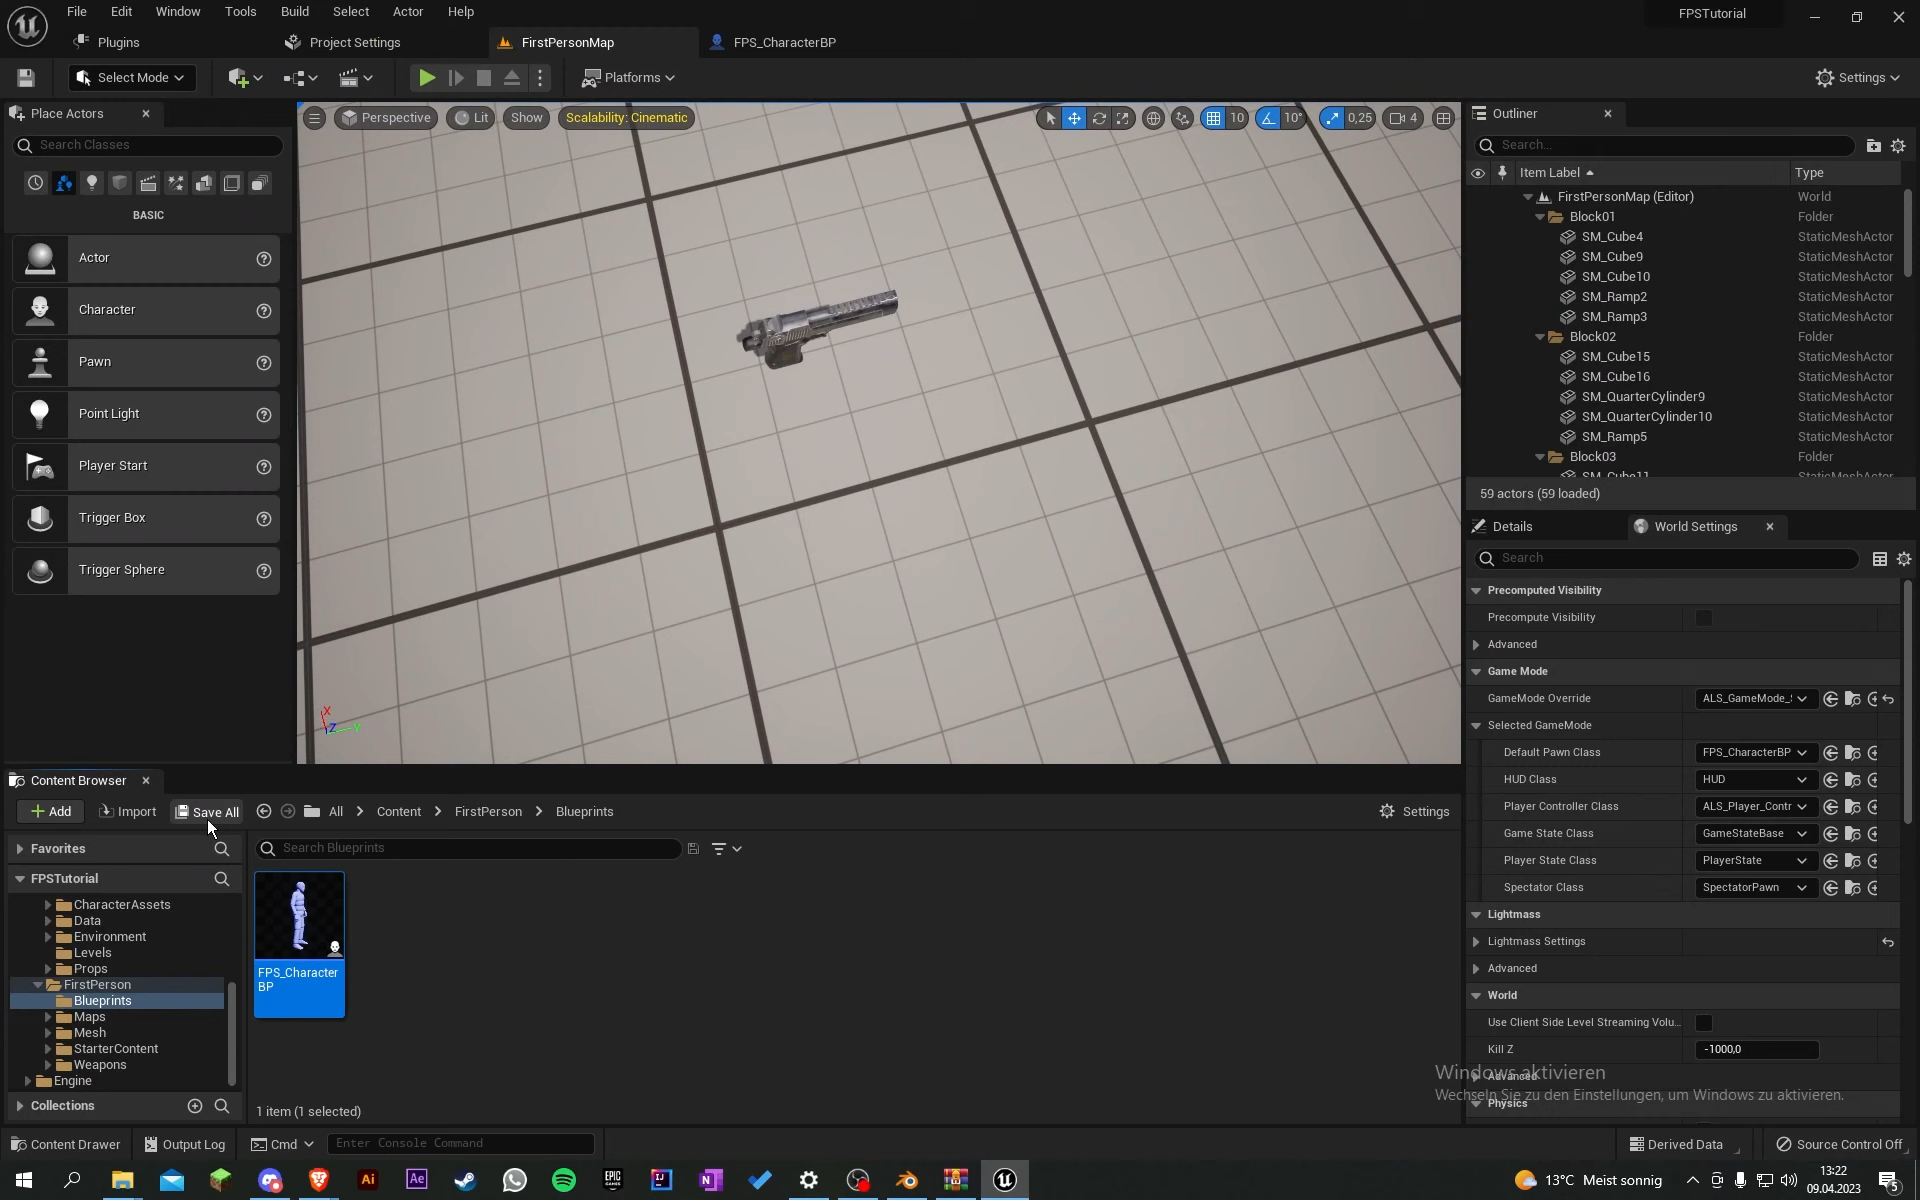 File Edit Window Tools Build Select Actor Help
FPSTutorial
Plugins Project Settings FirstPersonMap FPS_CharacterBP
Select Mode Platforms Settings
Place Actors
Search Classes
BASIC
Actor
Character
Pawn
Point Light
Player Start
Trigger Box
Trigger Sphere
Perspective Lit Show Scalability: Cinematic 10 10° 0,25 4
X
Z Y
Outliner
Search...
Item Label Type
FirstPersonMap (Editor) World
Block01 Folder
SM_Cube4 StaticMeshActor
SM_Cube9 StaticMeshActor
SM_Cube10 StaticMeshActor
SM_Ramp2 StaticMeshActor
SM_Ramp3 StaticMeshActor
Block02 Folder
SM_Cube15 StaticMeshActor
SM_Cube16 StaticMeshActor
SM_QuarterCylinder9 StaticMeshActor
SM_QuarterCylinder10 StaticMeshActor
SM_Ramp5 StaticMeshActor
Block03 Folder
SM_Cube11 StaticMeshActor
59 actors (59 loaded)
Details World Settings
Search
Precomputed Visibility
Precompute Visibility
Advanced
Game Mode
GameMode Override ALS_GameMode_
Selected GameMode
Default Pawn Class FPS_CharacterBP
HUD Class HUD
Player Controller Class ALS_Player_Contr
Game State Class GameStateBase
Player State Class PlayerState
Spectator Class SpectatorPawn
Lightmass
Lightmass Settings
Advanced
World
Use Client Side Level Streaming Volu...
Kill Z -1000,0
Advanced
Physics
Windows aktivieren
Wechseln Sie zu den Einstellungen, um Windows zu aktivieren.
Content Browser
Add Import Save All All Content FirstPerson Blueprints Settings
Favorites
Search Blueprints
FPSTutorial
CharacterAssets
Data
Environment
Levels
Props
FirstPerson
Blueprints
Maps
Mesh
StarterContent
Weapons
Engine
Collections
FPS_Character
BP
1 item (1 selected)
Content Drawer Output Log Cmd Enter Console Command Derived Data Source Control Off
Ai Ae EPIC GAMES IJ N 13°C Meist sonnig 13:22
09.04.2023 5